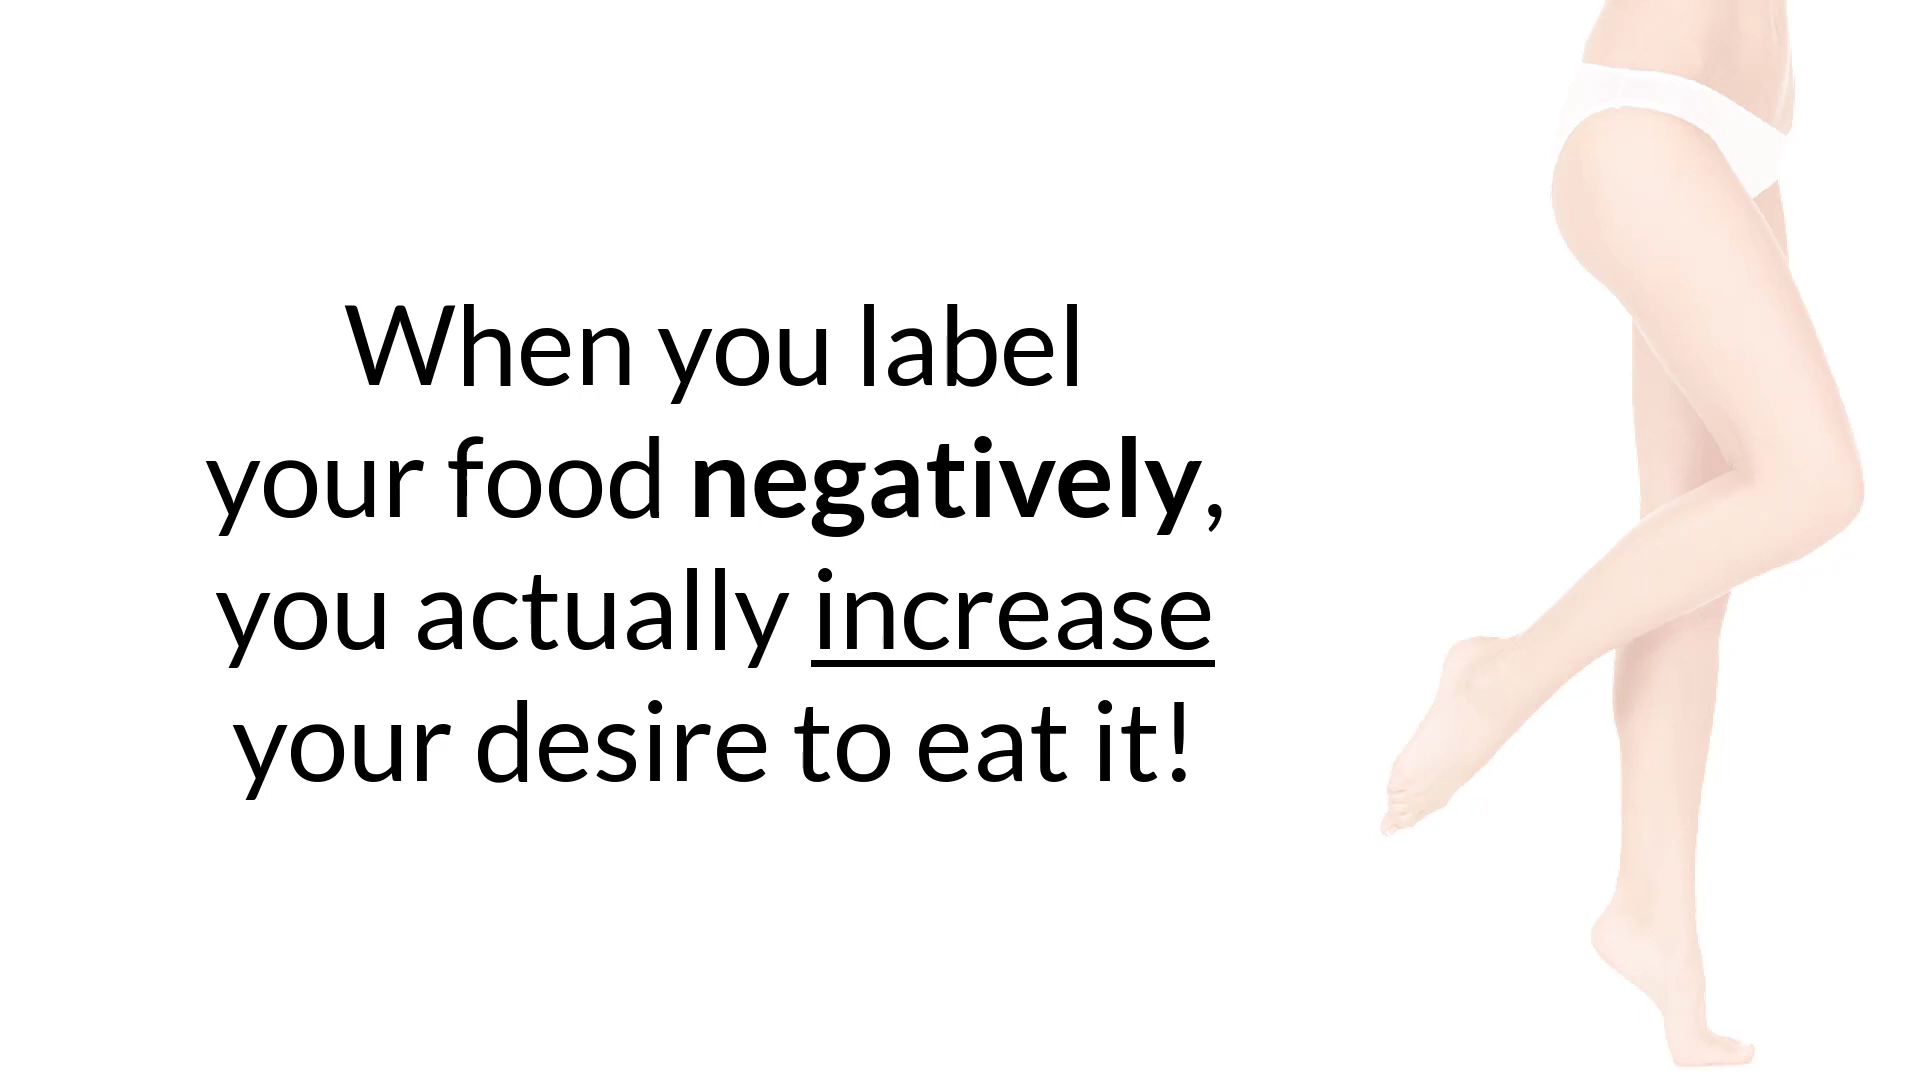 When you label
your food negatively,
you actually increase
your desire to eat it!